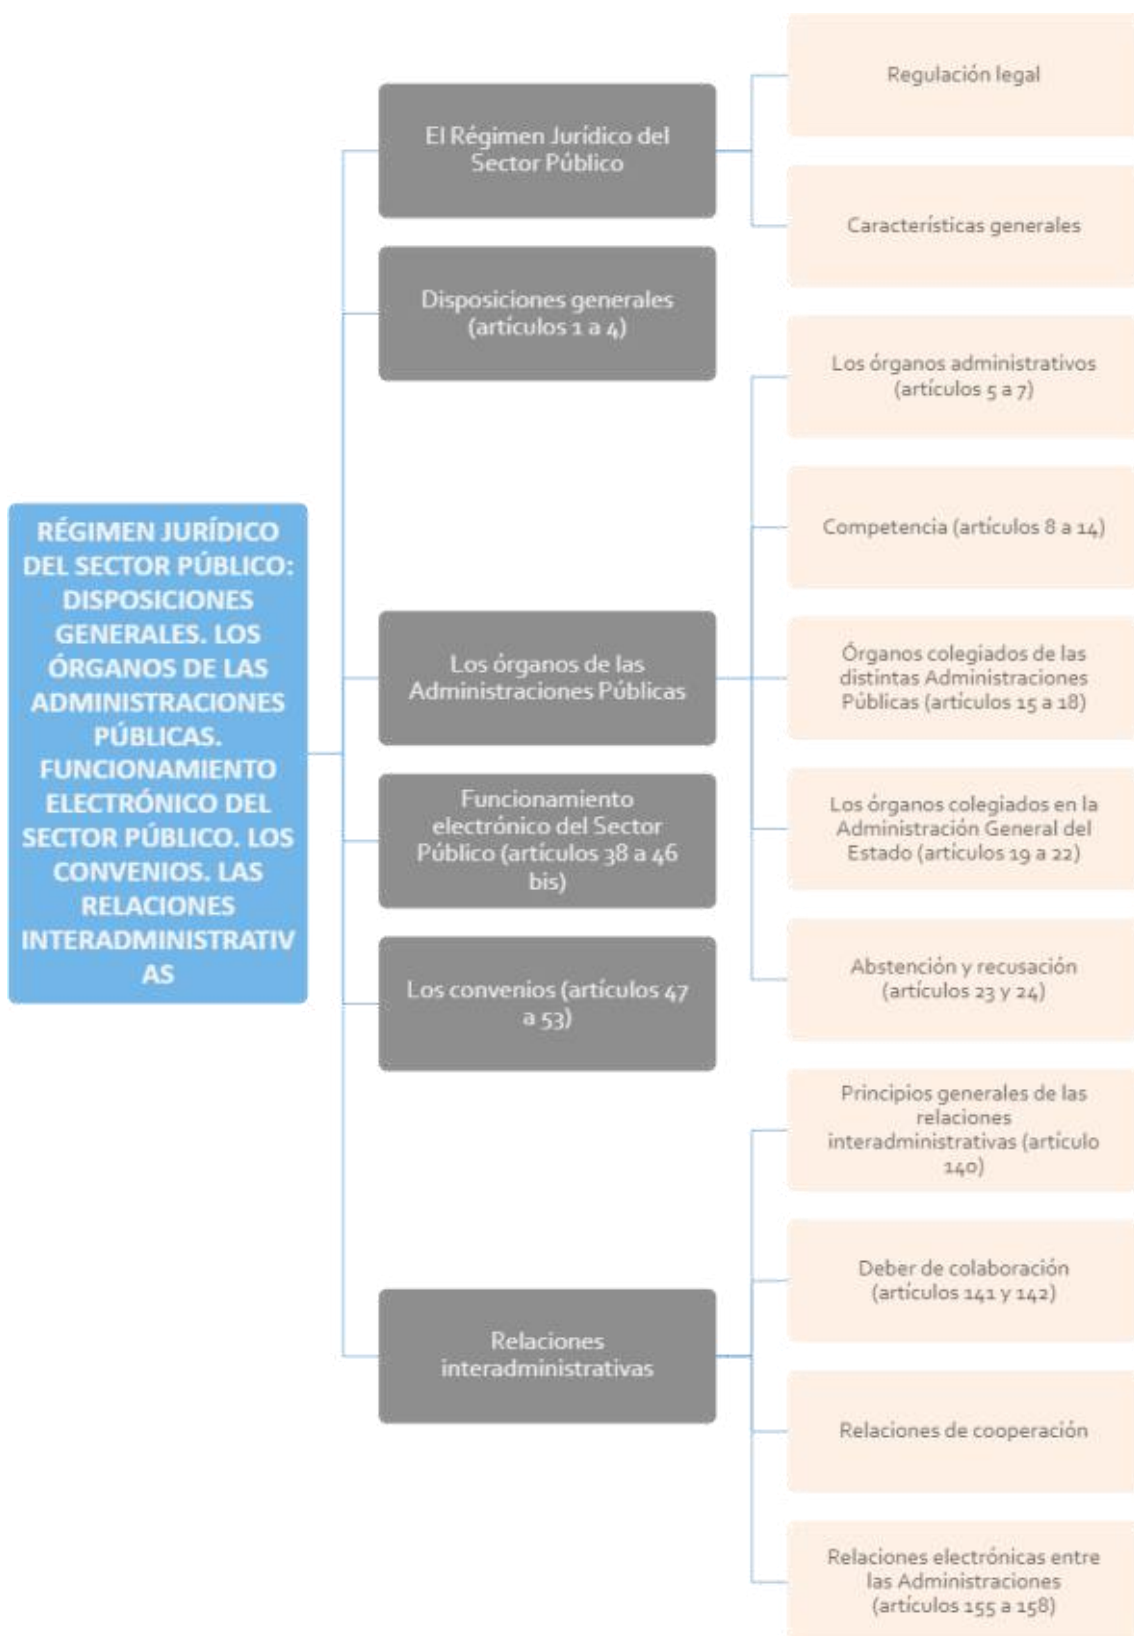 RÉGIMEN JURÍDICO
DEL SECTOR PÚBLICO:
DISPOSICIONES
GENERALES. LOS
ÓRGANOS DE LAS
ADMINISTRACIONES
PÚBLICAS.
FUNCIONAMIENTO
ELECTRÓNICO DEL
SECTOR PÚBLICO. LOS
CONVENIOS. LAS
RELACIONES
INTERADMINISTRATIV
AS
El Régimen Jurídico del
Sector Público
Regulación legal
Características generales
Disposiciones generales
(artículos 1 a 4)
Los órganos de las
Administraciones Públicas
Los órganos administrativos
(artículos 5 a 7)
Competencia (artículos 8 a 14)
Órganos colegiados de las
distintas Administraciones
Públicas (artículos 15 a 18)
Los órganos colegiados en la
Administración General del
Estado (artículos 19 a 22)
Abstención y recusación
(artículos 23 y 24)
Funcionamiento
electrónico del Sector
Público (artículos 38 a 46
bis)
Los convenios (artículos 47
a 53)
Relaciones
interadministrativas
Principios generales de las
relaciones
interadministrativas (artículo
140)
Deber de colaboración
(artículos 141 y 142)
Relaciones de cooperación
Relaciones electrónicas entre
las Administraciones
(artículos 155 a 158)